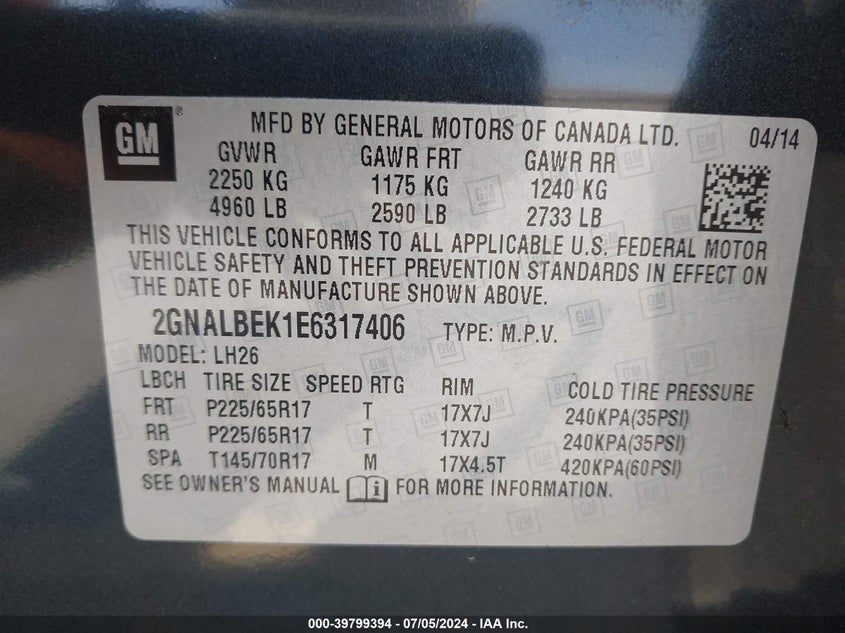 GM ® MFD BY GENERAL MOTORS OF CANADA LTD. 04/14
GVWR GAWR FRT GAWR RR
2250 KG 1175 KG 1240 KG
4960 LB 2590 LB 2733 LB
THIS VEHICLE CONFORMS TO ALL APPLICABLE U.S. FEDERAL MOTOR
VEHICLE SAFETY AND THEFT PREVENTION STANDARDS IN EFFECT ON
THE DATE OF MANUFACTURE SHOWN ABOVE.
2GNALBEK1E6317406 TYPE: M.P.V.
MODEL: LH26
LBCH TIRE SIZE SPEED RTG RIM COLD TIRE PRESSURE
FRT P225/65R17 T 17X7J 240KPA(35PSI)
RR P225/65R17 T 17X7J 240KPA(35PSI)
SPA T145/70R17 M 17X4.5T 420KPA(60PSI)
SEE OWNER'S MANUAL FOR MORE INFORMATION.
000-39799394 - 07/05/2024 - IAA Inc.